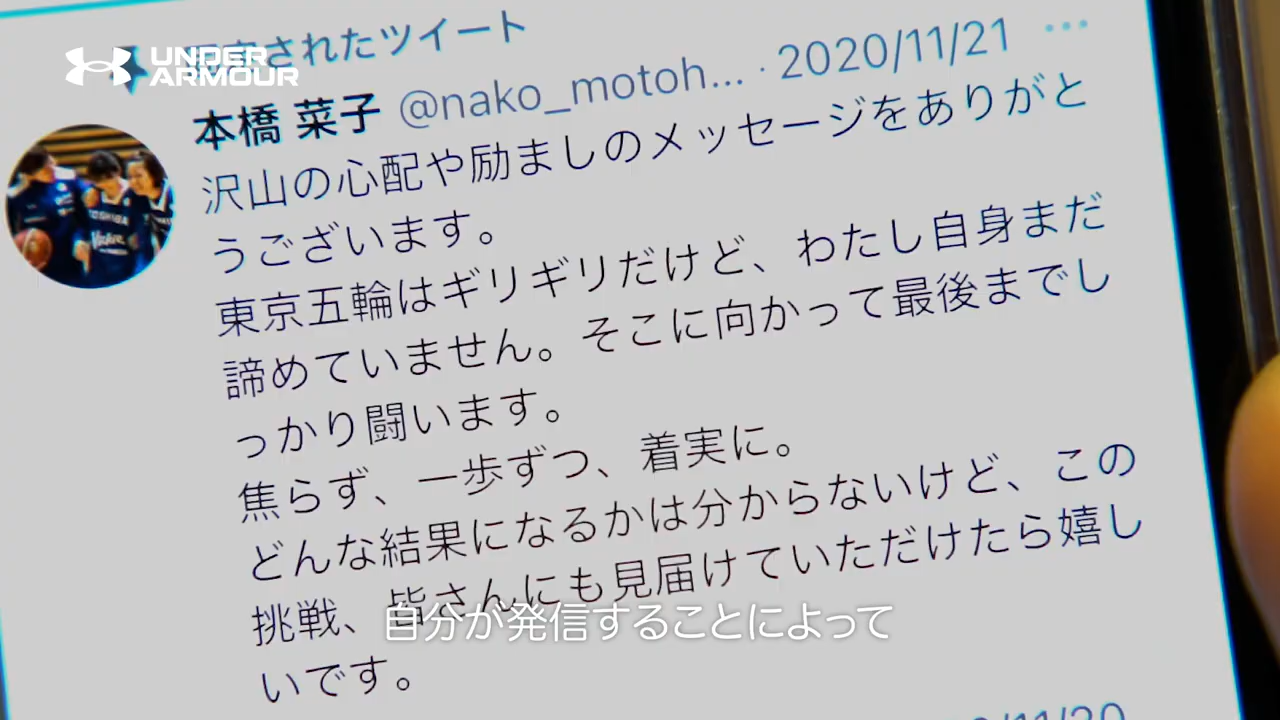 UNDER
ARMOUR
されたツイート
本橋 菜子 @nako_motoh... · 2020/11/21 ...
沢山の心配や励ましのメッセージをありがと
うございます。
東京五輪はギリギリだけど、わたし自身まだ
諦めていません。そこに向かって最後までし
っかり闘います。
焦らず、一歩ずつ、着実に。
どんな結果になるかは分からないけど、この
挑戦、皆さんにも見届けていただけたら嬉し
いです。
自分が発信することによって